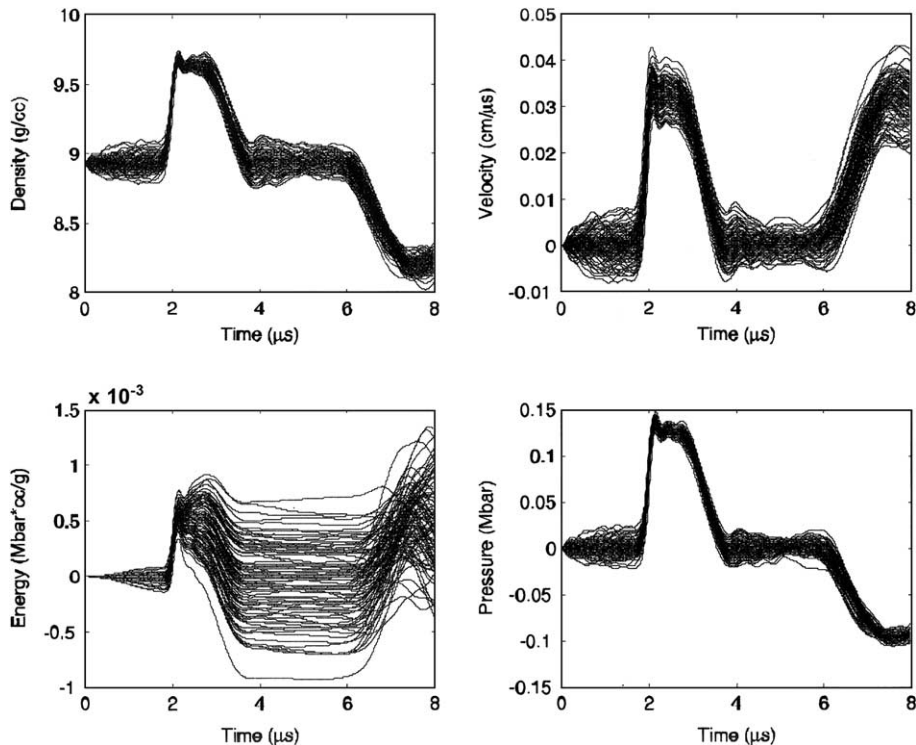 10
9.5
9
8.5
8
Density (g/cc)
0 2 4 6 8
Time (μs)
0.05
0.04
0.03
0.02
0.01
0
-0.01
Velocity (cm/μs)
0 2 4 6 8
Time (μs)
x 10-3
1.5
1
0.5
0
-0.5
-1
Energy (Mbar*cc/g)
0 2 4 6 8
Time (μs)
0.15
0.10
0.05
0
-0.05
-0.1
-0.15
Pressure (Mbar)
0 2 4 6 8
Time (μs)